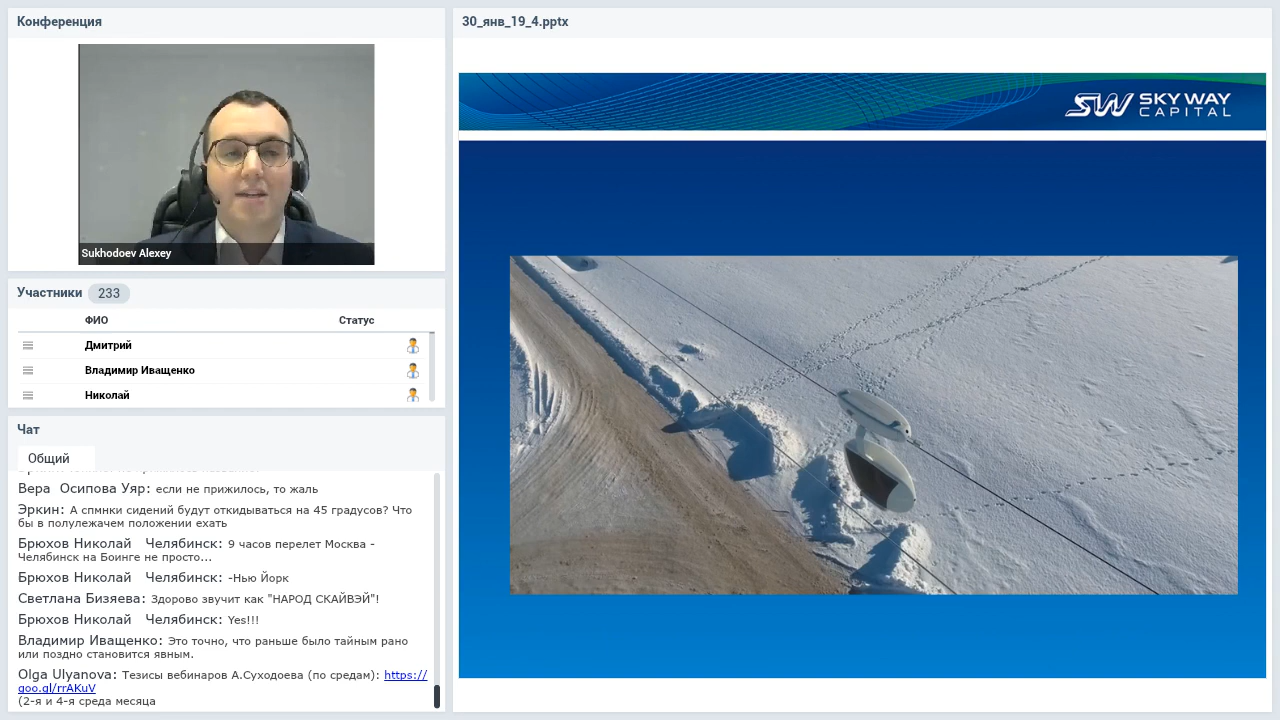 Конференция
Sukhodoev Alexey
Участники 233
ФИО Статус
Дмитрий
Владимир Иващенко
Николай
Чат
Общий
Вера Осипова Уяр: если не прижилось, то жаль
Эркин: А спмнки сидений будут откидываться на 45 градусов? Что
бы в полулежачем положении ехать
Брюхов Николай Челябинск: 9 часов перелет Москва -
Челябинск на Боинге не просто...
Брюхов Николай Челябинск: -Нью Йорк
Светлана Бизяева: Здорово звучит как "НАРОД СКАЙВЭЙ"!
Брюхов Николай Челябинск: Yes!!!
Владимир Иващенко: Это точно, что раньше было тайным рано
или поздно становится явным.
Olga Ulyanova: Тезисы вебинаров А.Суходоева (по средам): https://
goo.gl/rrAKuV
(2-я и 4-я среда месяца
30_янв_19_4.pptx
SW SKY WAY
CAPITAL